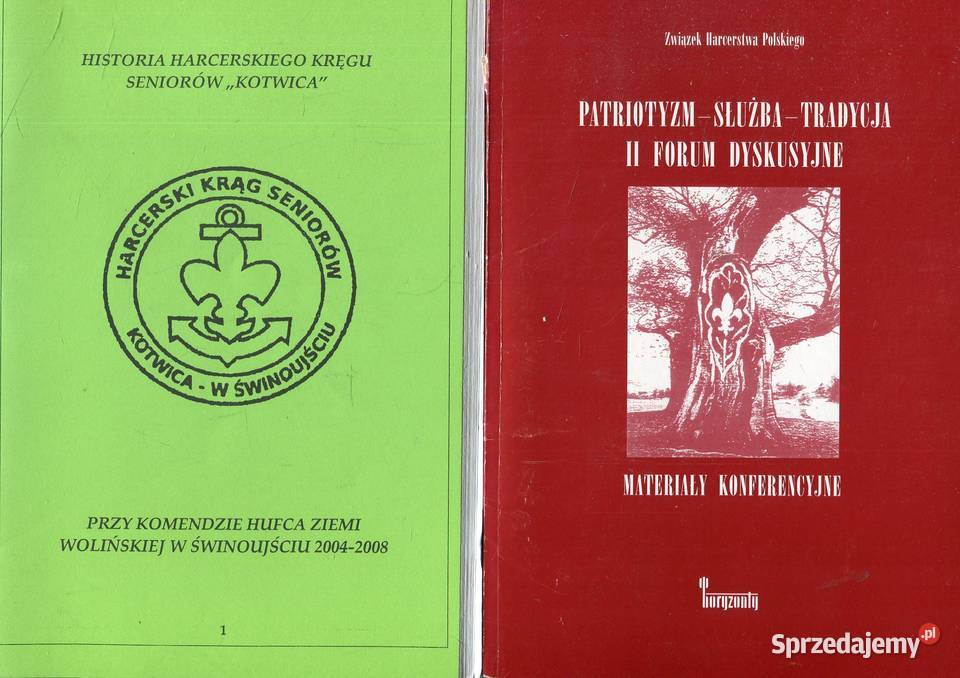 HISTORIA HARCERSKIEGO KRĘGU
SENIORÓW „KOTWICA”
HARCERSKI KRĄG SENIORÓW
KOTWICA - W ŚWINOUJŚCIU
PRZY KOMENDZIE HUFCA ZIEMI
WOLIŃSKIEJ W ŚWINOUJŚCIU 2004-2008
1
Związek Harcerstwa Polskiego
PATRIOTYZM – SŁUŻBA – TRADYCJA
II FORUM DYSKUSYJNE
MATERIAŁY KONFERENCYJNE
Horyzonty
Sprzedajemy.pl